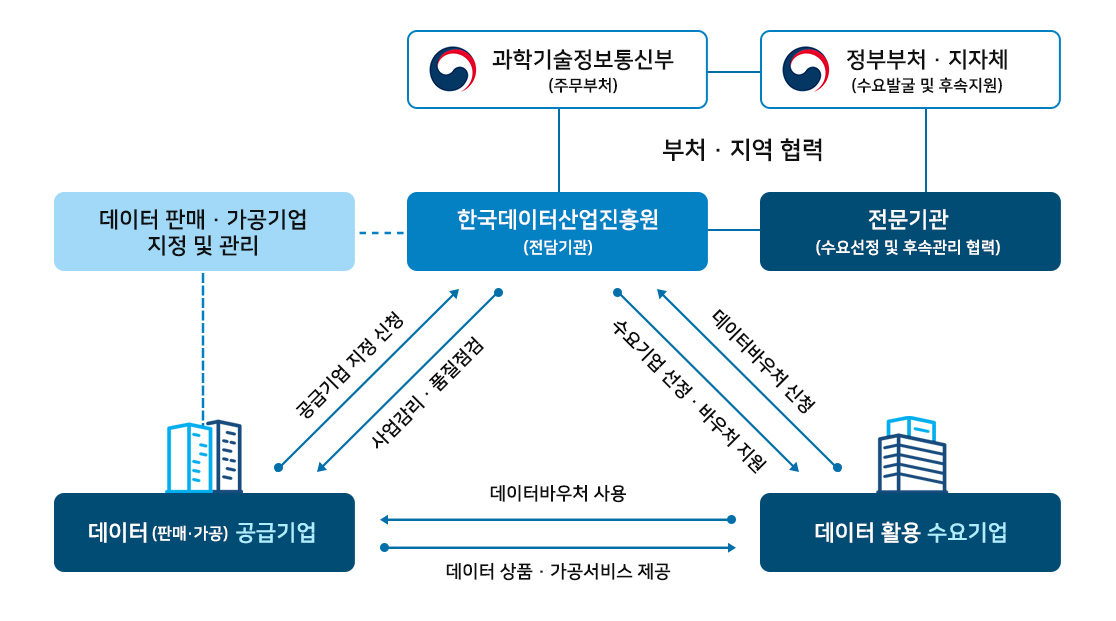 과학기술정보통신부
(주무부처)
정부부처 · 지자체
(수요발굴 및 후속지원)
부처 · 지역 협력
데이터 판매 · 가공기업
지정 및 관리
한국데이터산업진흥원
(전담기관)
전문기관
(수요선정 및 후속관리 협력)
공급기업 지정 신청
사업감리 · 품질점검
수요기업 선정 · 바우처 지원
데이터바우처 신청
데이터바우처 사용
데이터 (판매·가공) 공급기업
데이터 활용 수요기업
데이터 상품 · 가공서비스 제공